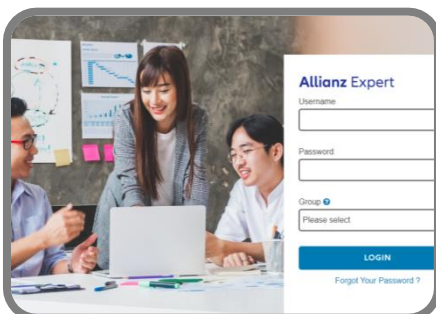 Allianz Expert
Username
Password
Group ?
Please select
LOGIN
Forgot Your Password ?